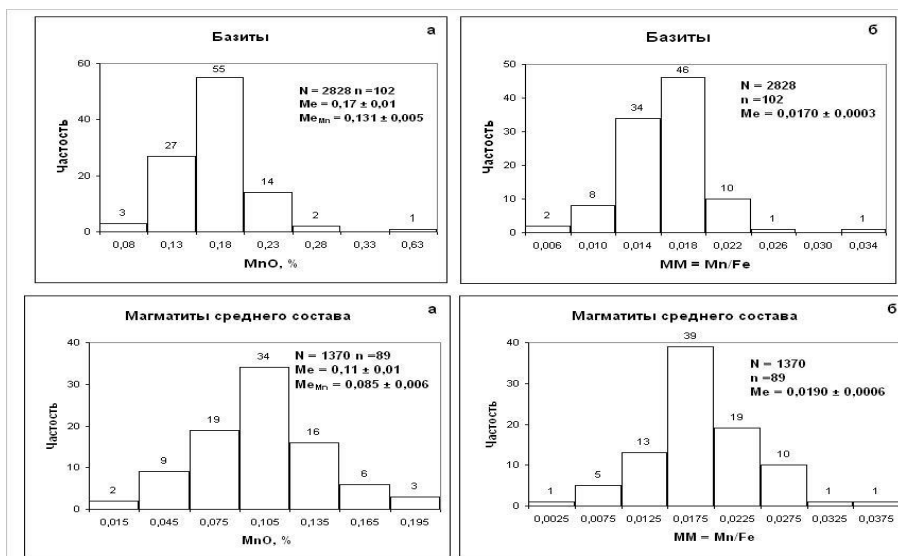 Базиты
а
60
40
20
0
Частость
3
27
55
14
2
1
N = 2828 n =102
Me = 0,17 ± 0,01
MeMn = 0,131 ± 0,005
0,08 0,13 0,18 0,23 0,28 0,33 0,63
MnO, %
Базиты
б
50
40
30
20
10
0
Частость
2
8
34
46
10
1
1
N = 2828
n =102
Me = 0,0170 ± 0,0003
0,006 0,010 0,014 0,018 0,022 0,026 0,030 0,034
MM = Mn/Fe
Магматиты среднего состава
а
40
30
20
10
0
Частость
2
9
19
34
16
6
3
N = 1370 n =89
Me = 0,11 ± 0,01
MeMn = 0,085 ± 0,006
0,015 0,045 0,075 0,105 0,135 0,165 0,195
MnO, %
Магматиты среднего состава
б
40
30
20
10
0
Частость
1
5
13
39
19
10
1
1
N = 1370
n =89
Me = 0,0190 ± 0,0006
0,0025 0,0075 0,0125 0,0175 0,0225 0,0275 0,0325 0,0375
MM = Mn/Fe